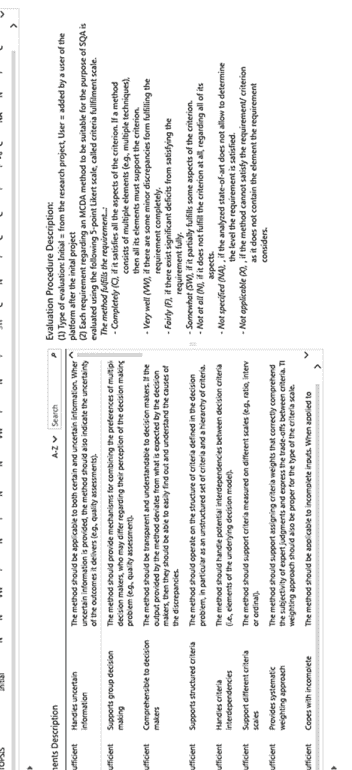 TOPSIS Initial
ments Description
A-Z Search
ufficient Handles uncertain information The method should be applicable to both certain and uncertain information. When
uncertain information is provided, the method should also indicate the uncertainty
of the outcomes it delivers (e.g., quality assessments).
ufficient Supports group decision making The method should provide mechanisms for combining the preferences of multiple
decision makers, who may differ regarding their perception of the decision making
problem (e.g., quality assessment).
ufficient Comprehensible to decision makers The method should be transparent and understandable to decision makers. If the
output provided by the method deviates from what is expected by the decision
makers, then they should be able to easily find out and understand the causes of
the discrepancies.
ufficient Supports structured criteria The method should operate on the structure of criteria defined in the decision
problem, in particular as an unstructured set of criteria and a hierarchy of criteria.
ufficient Handles criteria interdependencies The method should handle potential interdependencies between decision criteria
(i.e., elements of the underlying decision model).
ufficient Support different criteria scales The method should support criteria measured on different scales (e.g., ratio, interv
or ordinal).
ufficient Provides systematic weighting approach The method should support assigning criteria weights that correctly comprehend
the subjectivity of expert judgments and express the trade-offs between criteria. Th
weighting approach should also be proper for the type of the criteria scale.
ufficient Copes with incomplete The method should be applicable to incomplete inputs. When applied to
Evaluation Procedure Description:
(1) Type of evaluations: Initial = from the research project, User = added by a user of the
platform after the initial project
(2) Each requirement regarding an MCDA method to be suitable for the purpose of SQA is
evaluated using the following 5-point Likert scale, called criteria fulfillment scale.
The method fulfills the requirement...:
- Completely (C), if it satisfies all the aspects of the criterion. If a method
consists of multiple elements (e.g., multiple techniques),
then all its elements must support the criterion.
- Very well (VW), if there are some minor discrepancies form fulfilling the
requirement completely.
- Fairly (F), if there exist significant deficits from satisfying the
requirement fully.
- Somewhat (SW), if it partially fulfills some aspects of the criterion.
- Not at all (N), if it does not fulfill the criterion at all, regarding all of its
aspects.
- Not specified (NA), , if the analyzed state-of-art does not allow to determine
the level the requirement is satisfied.
- Not applicable (X), , if the method cannot satisfy the requirement/ criterion
as it does not contain the element the requirement
considers.